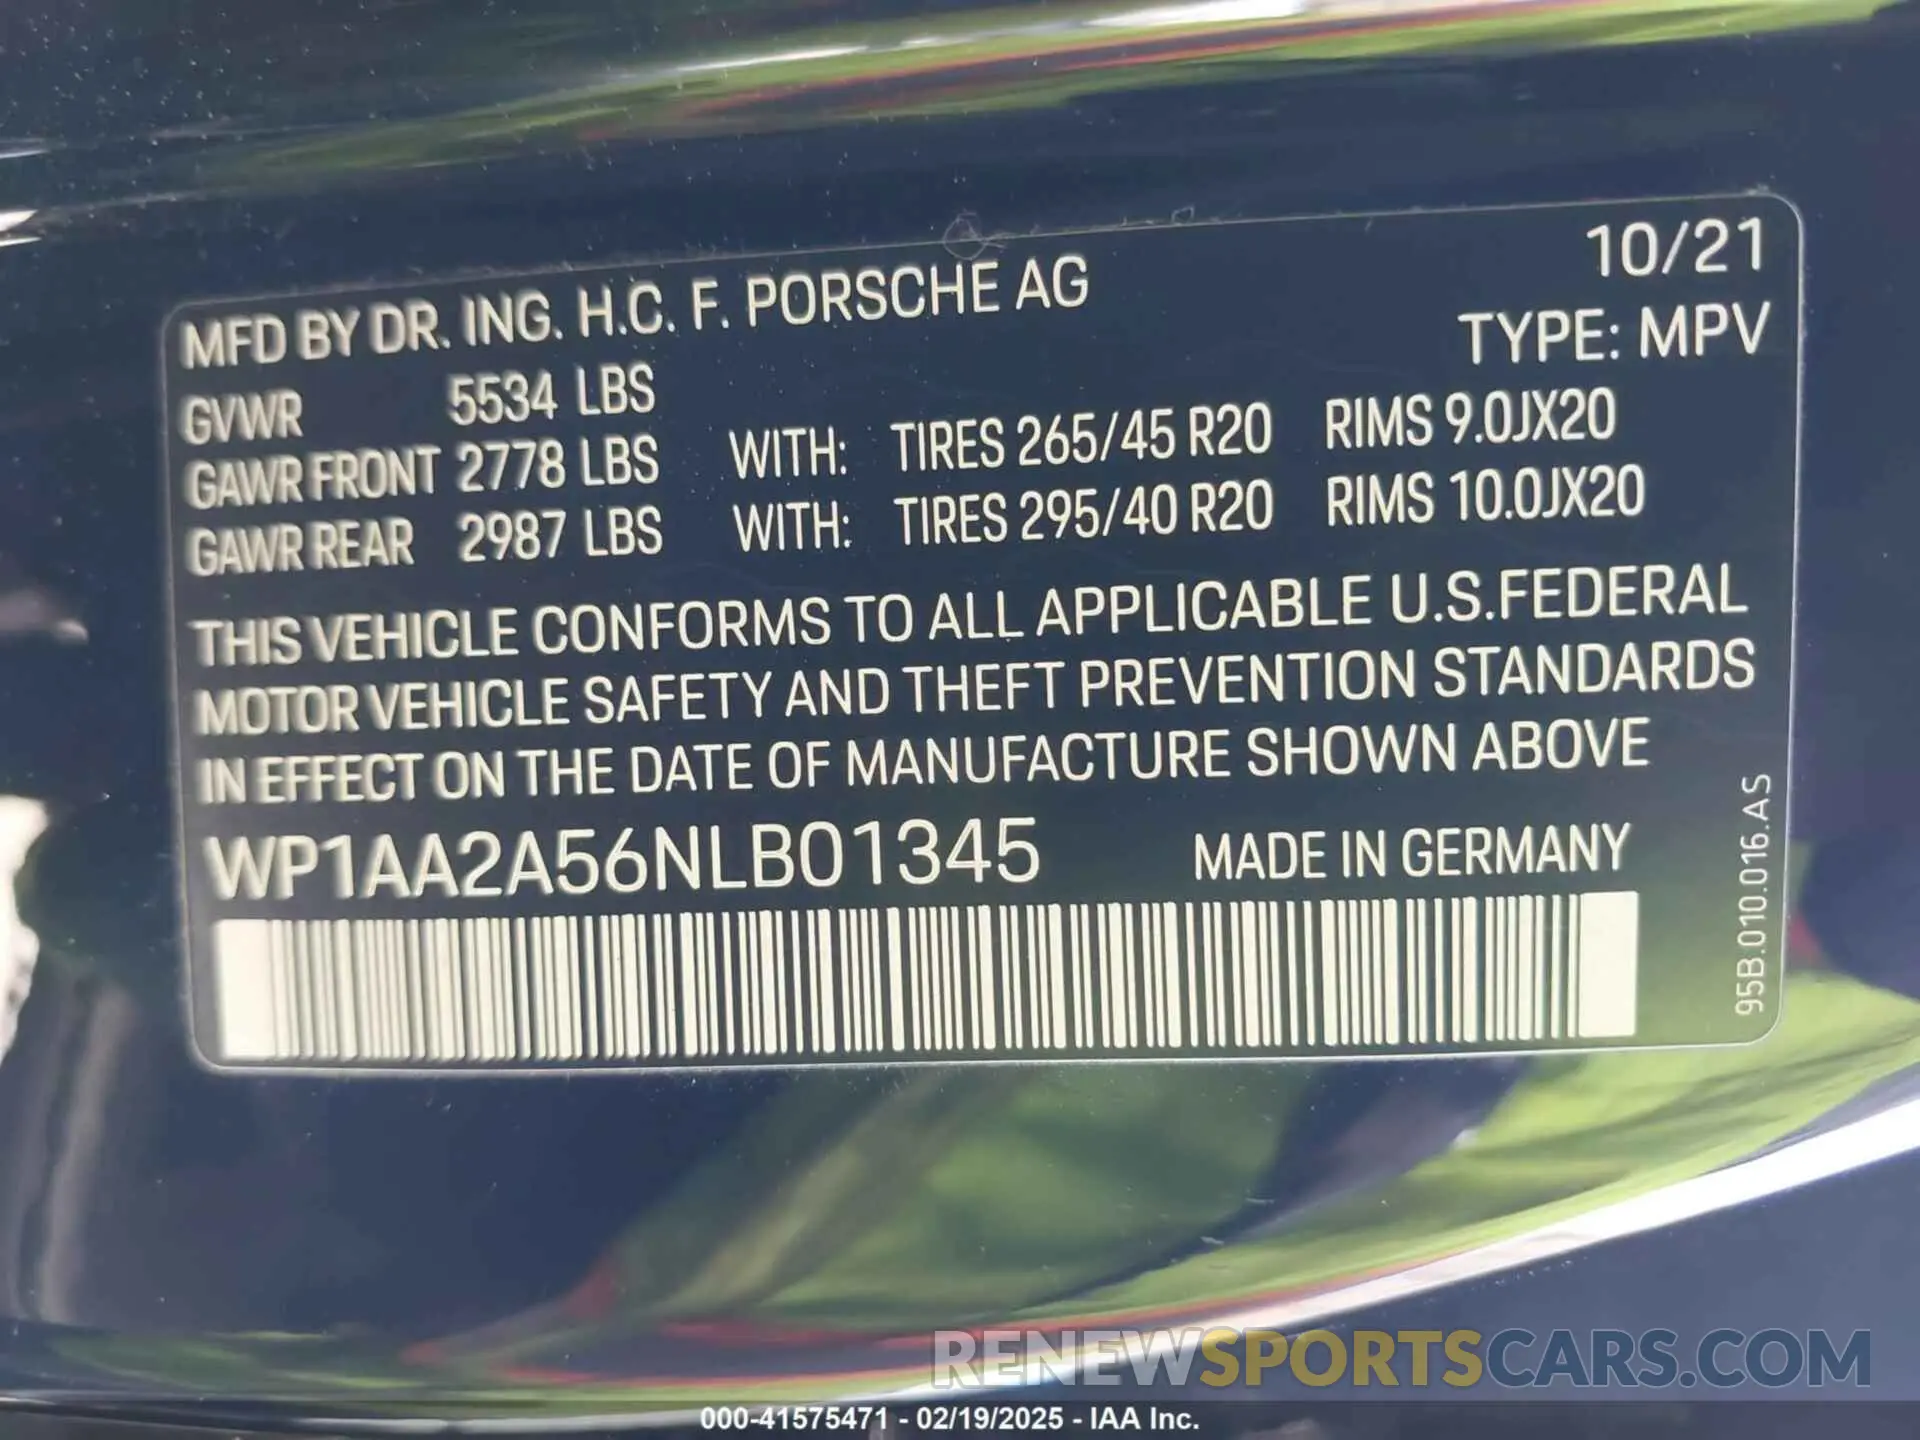 10/21
MFD BY DR. ING. H.C. F. PORSCHE AG
TYPE: MPV
GVWR 5534 LBS
GAWR FRONT 2778 LBS WITH: TIRES 265/45 R20 RIMS 9.0JX20
GAWR REAR 2987 LBS WITH: TIRES 295/40 R20 RIMS 10.0JX20
THIS VEHICLE CONFORMS TO ALL APPLICABLE U.S.FEDERAL
MOTOR VEHICLE SAFETY AND THEFT PREVENTION STANDARDS
IN EFFECT ON THE DATE OF MANUFACTURE SHOWN ABOVE
WP1AA2A56NLB01345 MADE IN GERMANY
95B.010.016.AS
RENEWSPORTSCARS.COM
000-41575471 - 02/19/2025 - IAA Inc.